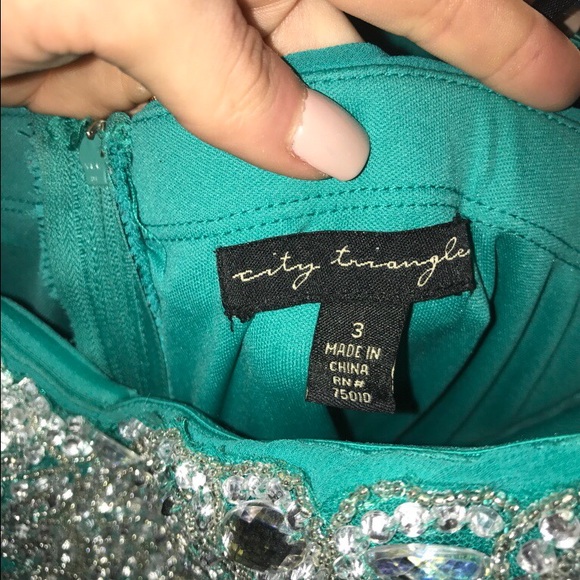 city triangle
3
MADE IN
CHINA
RN#
75010